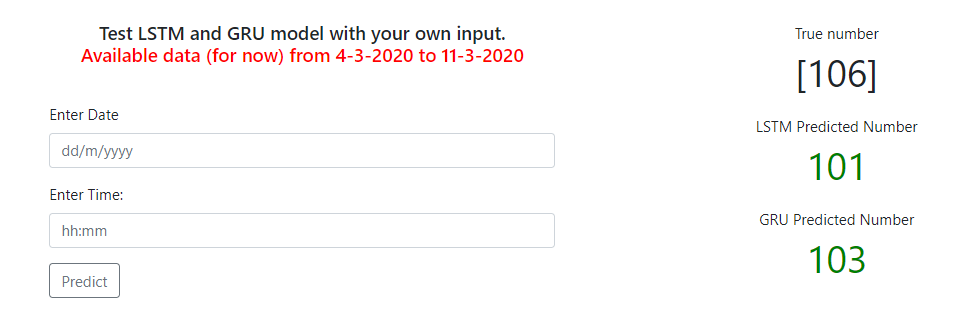 Test LSTM and GRU model with your own input.
Available data (for now) from 4-3-2020 to 11-3-2020
Enter Date
dd/m/yyyy
Enter Time:
hh:mm
Predict
True number
[106]
LSTM Predicted Number
101
GRU Predicted Number
103